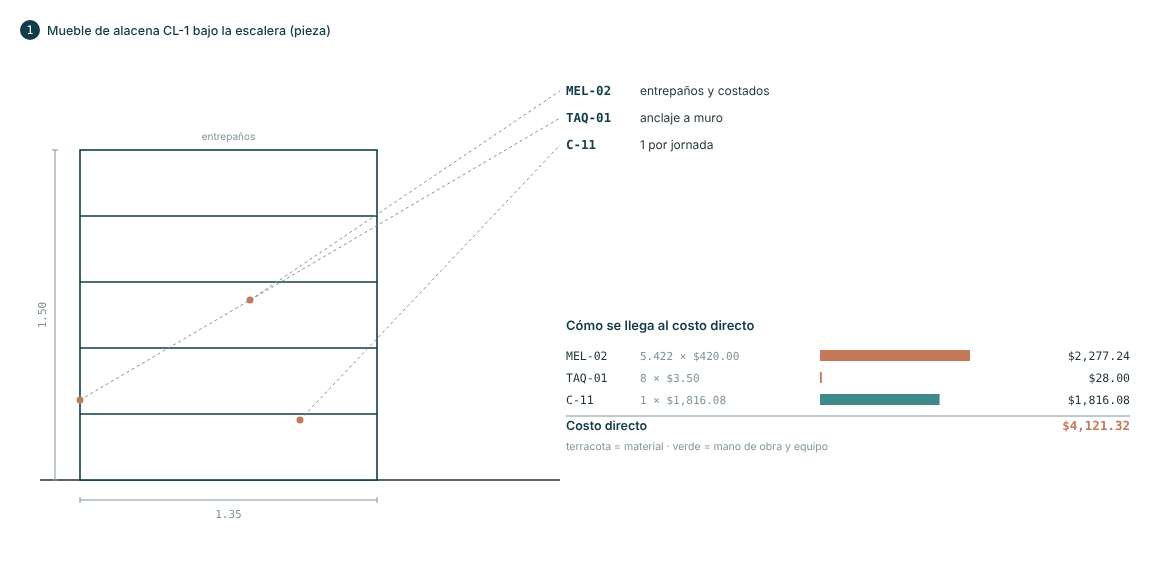 1 Mueble de alacena CL-1 bajo la escalera (pieza)
MEL-02 entrepaños y costados
TAQ-01 anclaje a muro
C-11 1 por jornada
entrepaños
1.50
1.35
Cómo se llega al costo directo
MEL-02 5.422 × $420.00 $2,277.24
TAQ-01 8 × $3.50 $28.00
C-11 1 × $1,816.08 $1,816.08
Costo directo $4,121.32
terracota = material · verde = mano de obra y equipo